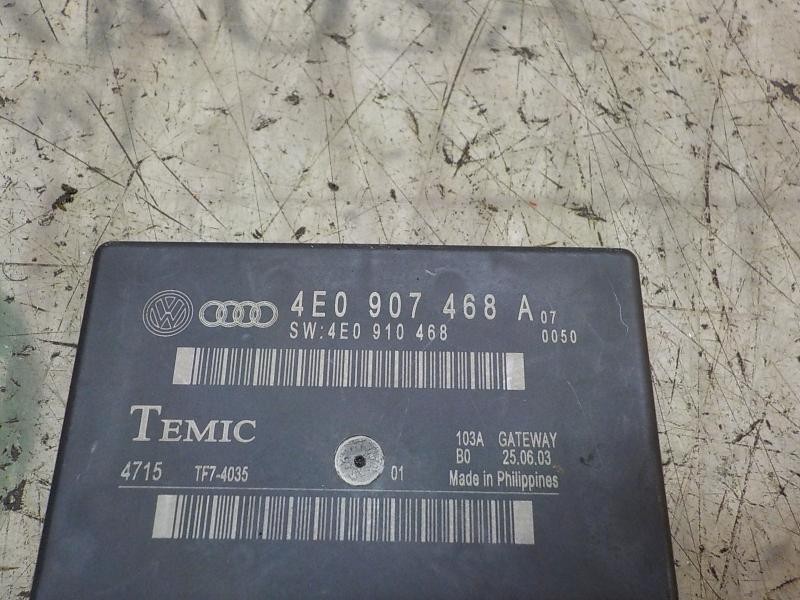 4E0 907 468 A 07
SW:4E0 910 468 0050
TEMIC
103A GATEWAY
B0 25.06.03
4715 TF7-4035 01 Made in Philippines